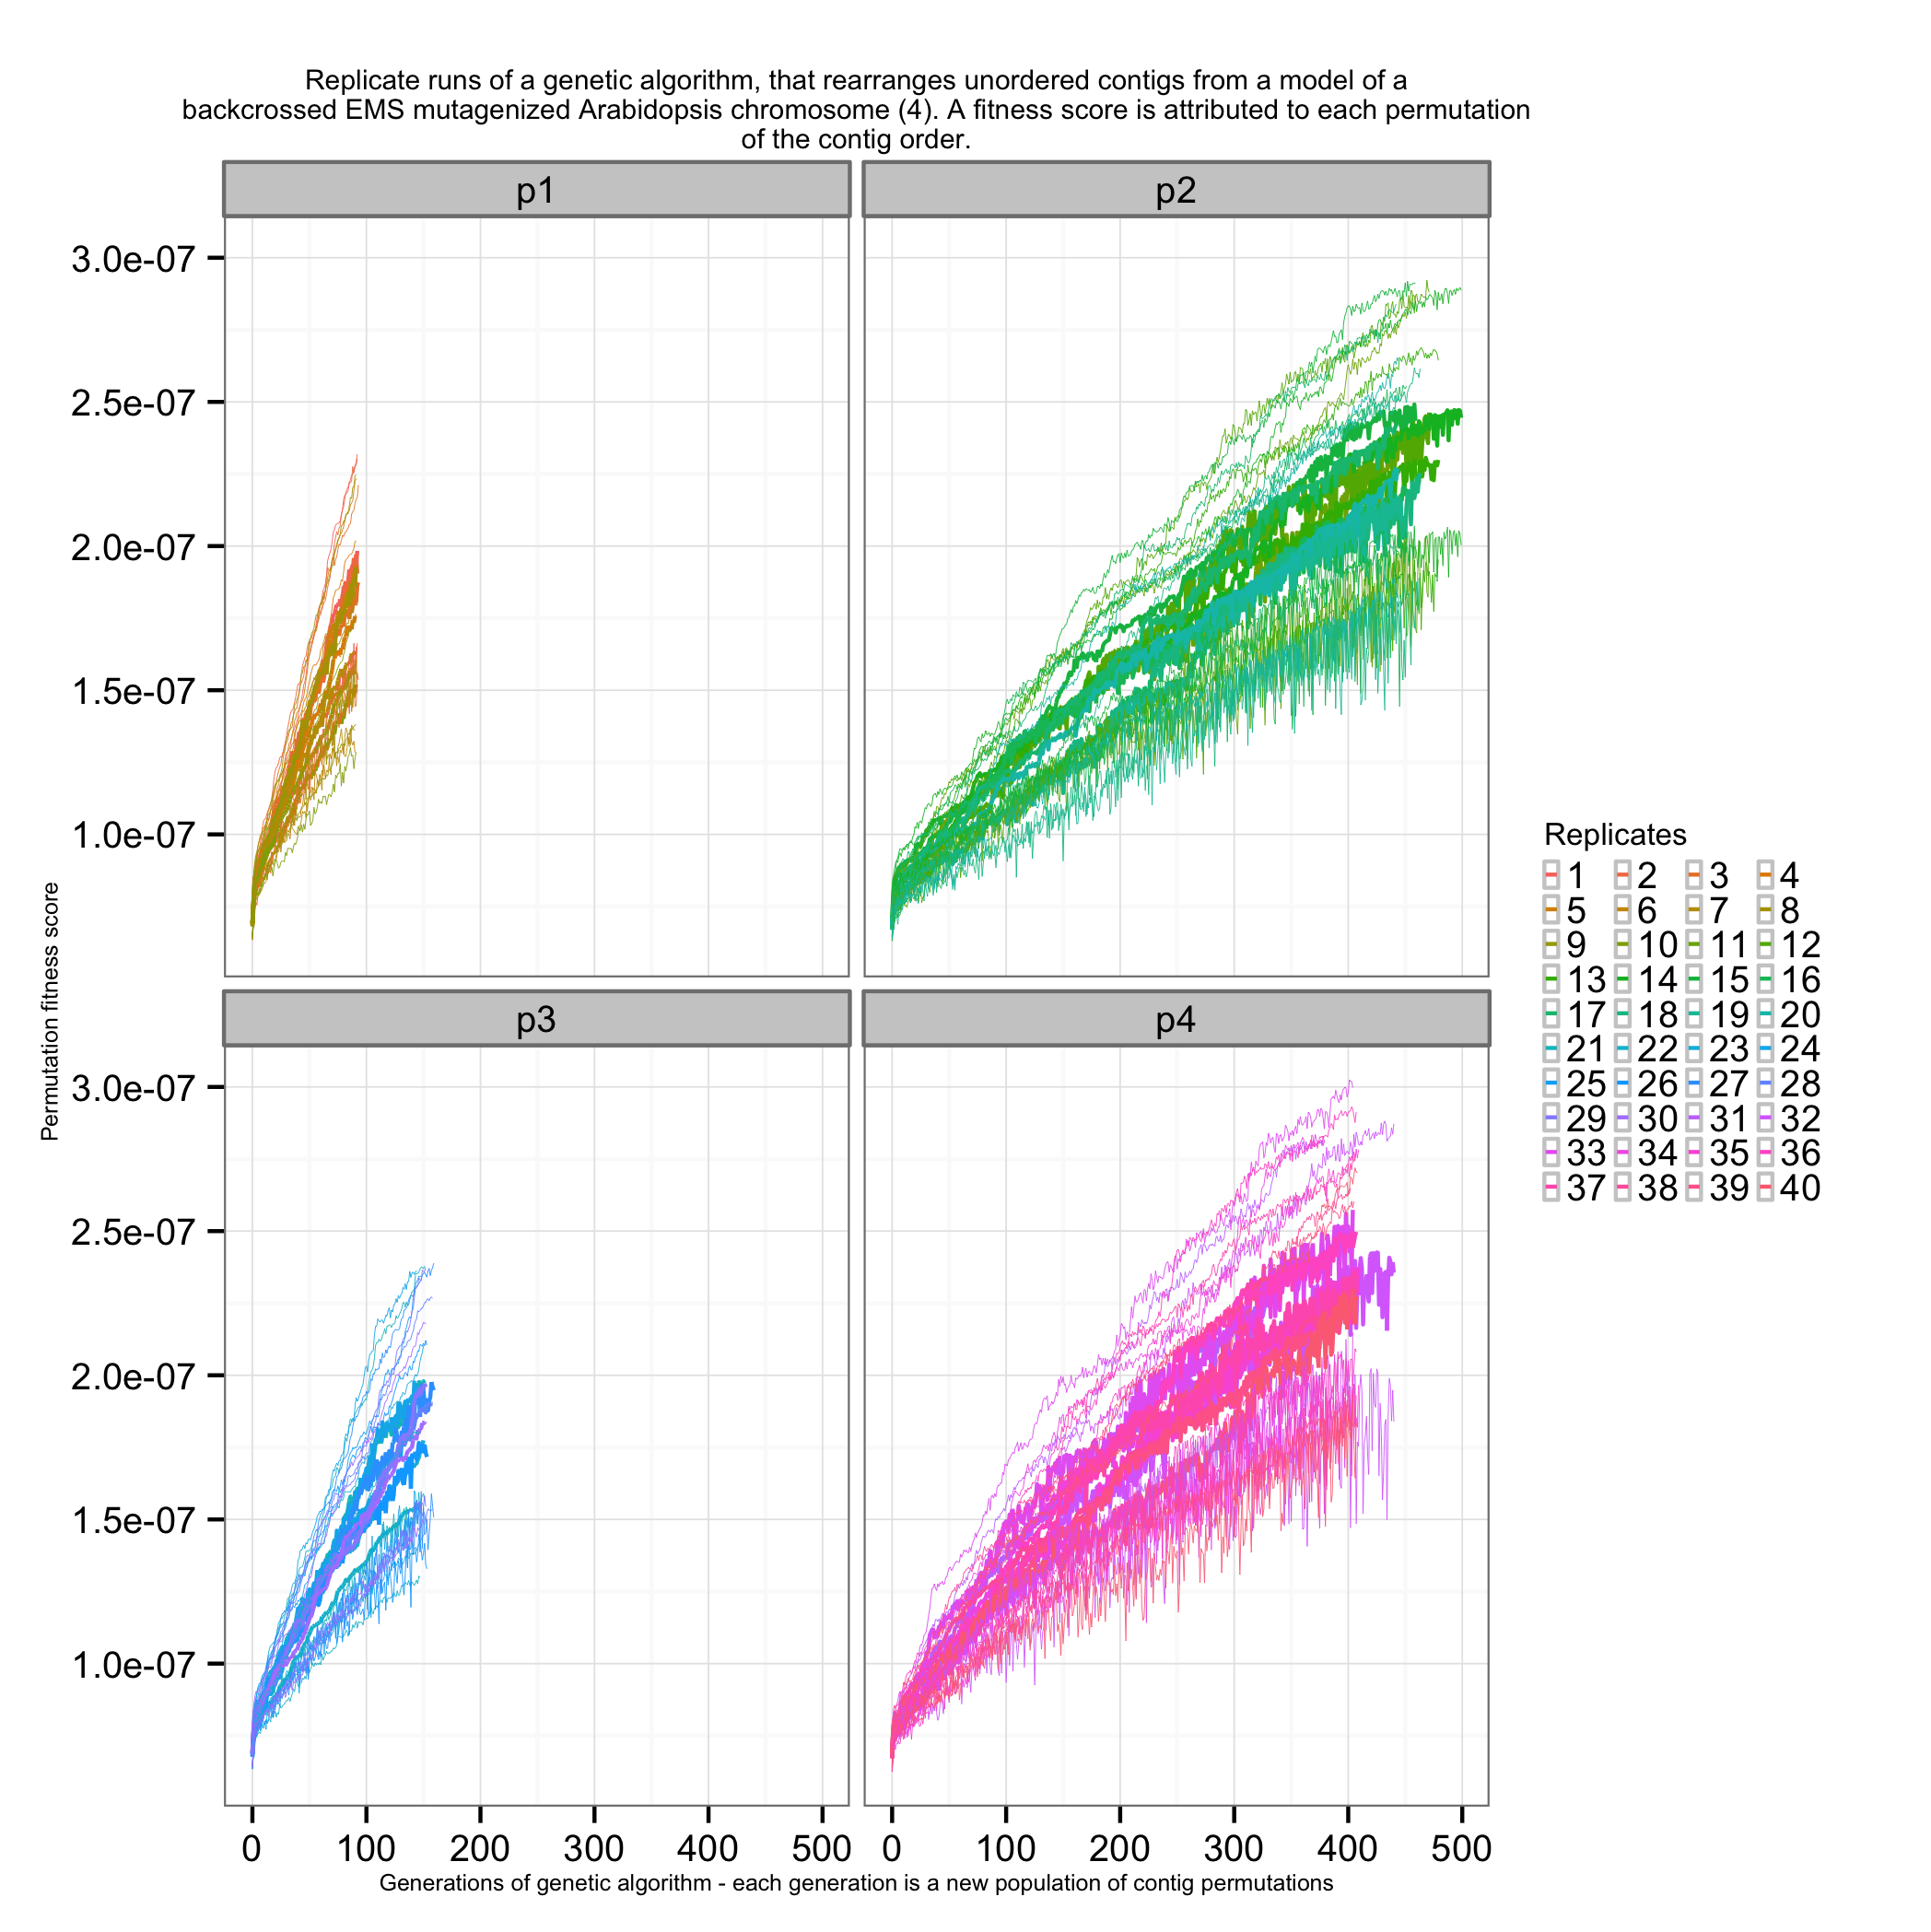 Replicate runs of a genetic algorithm, that rearranges unordered contigs from a model of a
backcrossed EMS mutagenized Arabidopsis chromosome (4). A fitness score is attributed to each permutation
of the contig order.
p1
p2
3.0e-07
2.5e-07
2.0e-07
1.5e-07
1.0e-07
p3
p4
3.0e-07
2.5e-07
2.0e-07
1.5e-07
1.0e-07
Permutation fitness score
0 100 200 300 400 500
0 100 200 300 400 500
Generations of genetic algorithm - each generation is a new population of contig permutations
Replicates
1 2 3 4
5 6 7 8
9 10 11 12
13 14 15 16
17 18 19 20
21 22 23 24
25 26 27 28
29 30 31 32
33 34 35 36
37 38 39 40